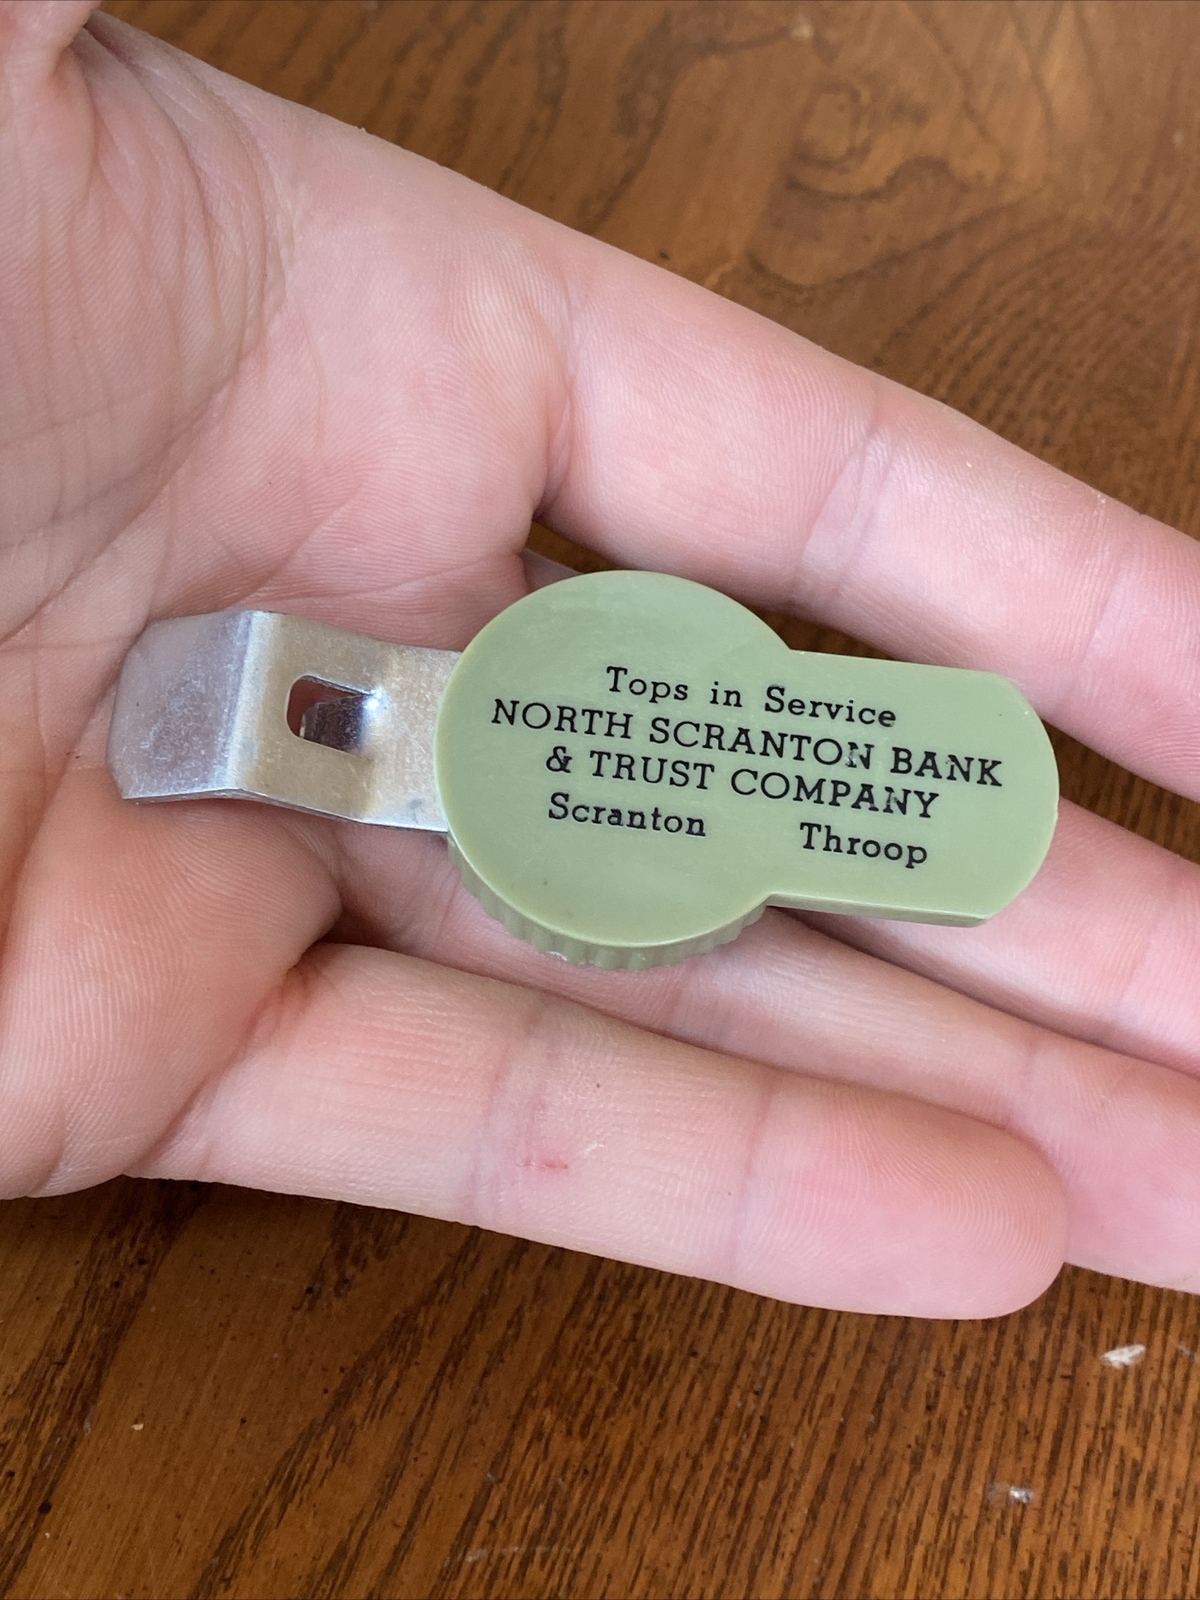 Tops in Service
NORTH SCRANTON BANK
& TRUST COMPANY
Scranton Throop